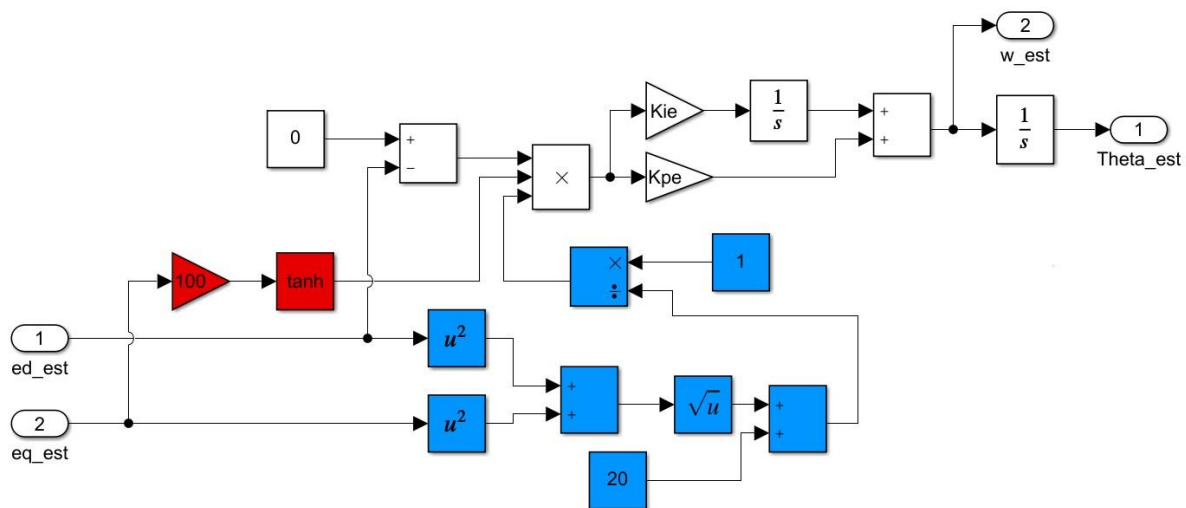 2
w_est
Kie
1
s
+
+
1
s
1
Theta_est
0
+
−
×
Kpe
100
tanh
×
÷
1
1
ed_est
u²
+
+
√u
+
+
2
eq_est
u²
20